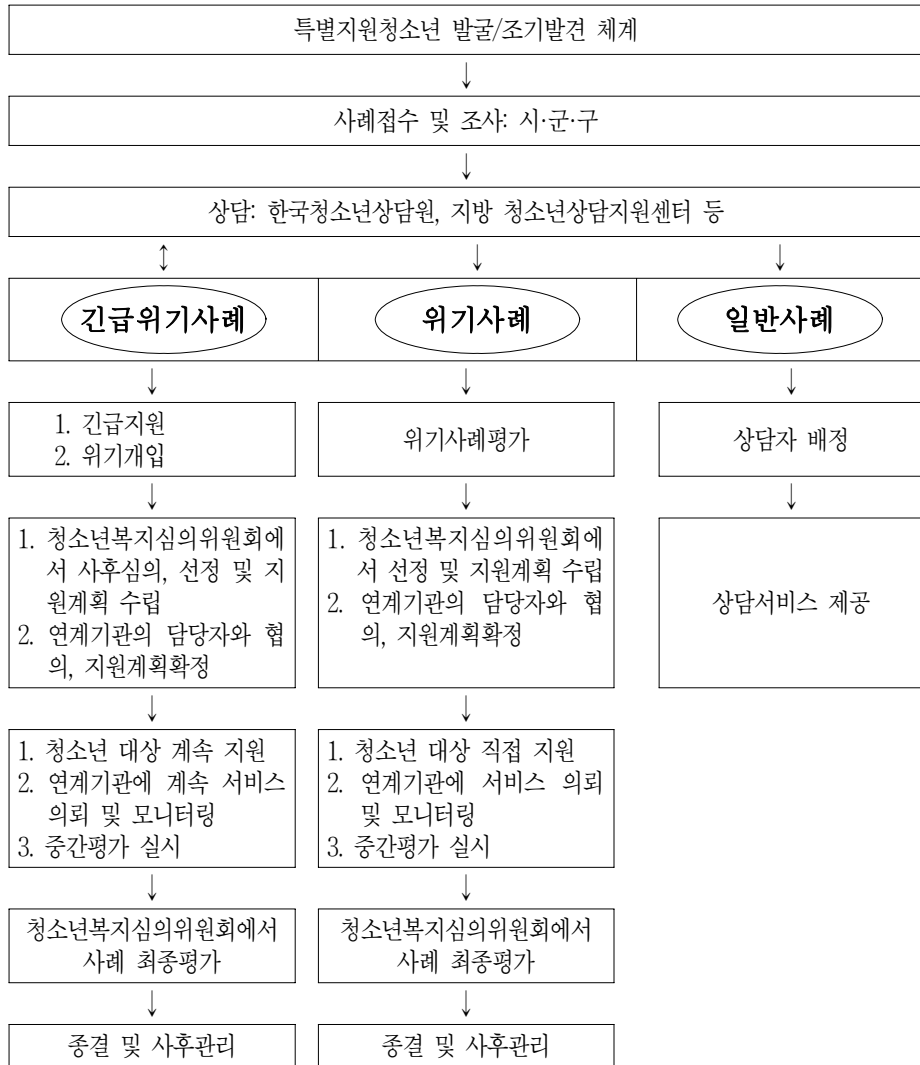 특별지원청소년 발굴/조기발견 체계
↓
사례접수 및 조사: 시·군·구
↓
상담: 한국청소년상담원, 지방 청소년상담지원센터 등
↕ ↓ ↓
긴급위기사례 위기사례 일반사례
↓ ↓ ↓
1. 긴급지원
2. 위기개입
위기사례평가
상담자 배정
↓ ↓ ↓
1. 청소년복지심의위원회에
서 사후심의, 선정 및 지
원계획 수립
2. 연계기관의 담당자와 협
의, 지원계획확정
1. 청소년복지심의위원회에
서 선정 및 지원계획 수립
2. 연계기관의 담당자와 협
의, 지원계획확정
상담서비스 제공
↓ ↓
1. 청소년 대상 계속 지원
2. 연계기관에 계속 서비스
의뢰 및 모니터링
3. 중간평가 실시
1. 청소년 대상 직접 지원
2. 연계기관에 서비스 의뢰
및 모니터링
3. 중간평가 실시
↓ ↓
청소년복지심의위원회에서
사례 최종평가
청소년복지심의위원회에서
사례 최종평가
↓ ↓
종결 및 사후관리
종결 및 사후관리